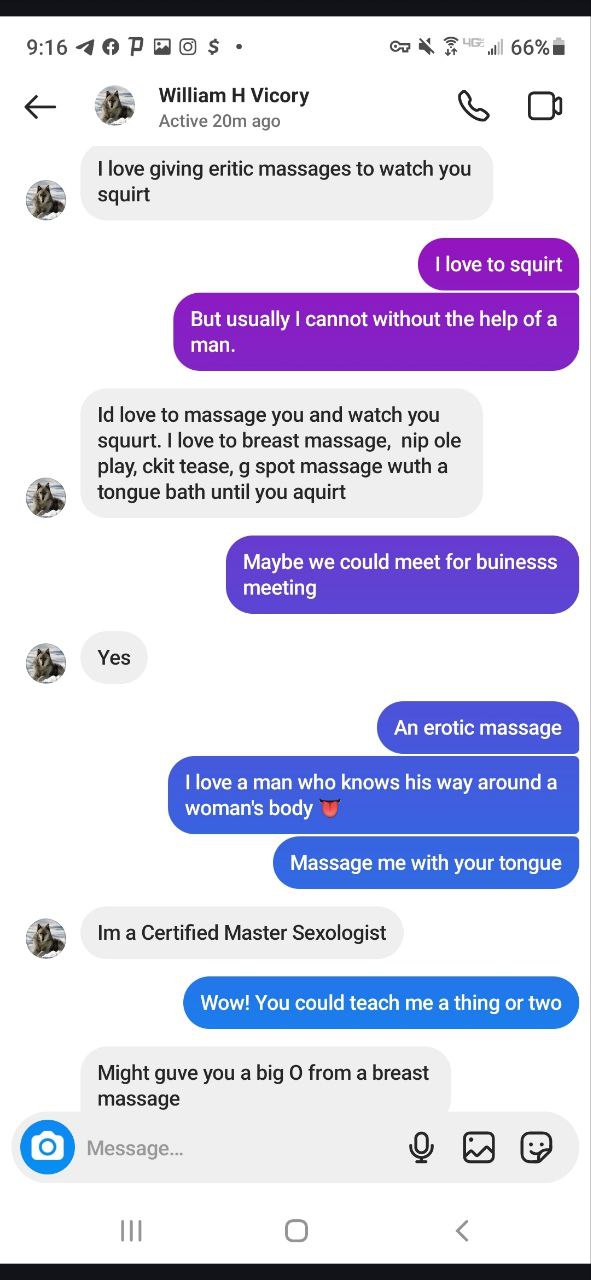 9:16 $ • 4GE 66%
William H Vicory
Active 20m ago
I love giving eritic massages to watch you
squirt
I love to squirt
But usually I cannot without the help of a
man.
Id love to massage you and watch you
squurt. I love to breast massage, nip ole
play, ckit tease, g spot massage wuth a
tongue bath until you aquirt
Maybe we could meet for buinesss
meeting
Yes
An erotic massage
I love a man who knows his way around a
woman's body 👅
Massage me with your tongue
Im a Certified Master Sexologist
Wow! You could teach me a thing or two
Might guve you a big O from a breast
massage
Message...